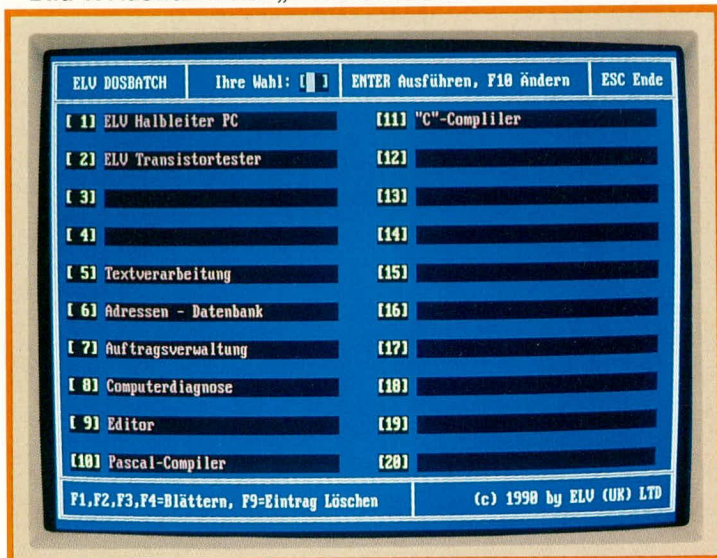 ELV DOSBATCH Ihre Wahl: [ ] ENTER Ausführen, F10 Ändern ESC Ende
[ 1] ELV Halbleiter PC
[ 2] ELV Transistortester
[ 3]
[ 4]
[ 5] Textverarbeitung
[ 6] Adressen - Datenbank
[ 7] Auftragsverwaltung
[ 8] Computerdiagnose
[ 9] Editor
[10] Pascal-Compiler
[11] "C"-Compliler
[12]
[13]
[14]
[15]
[16]
[17]
[18]
[19]
[20]
F1,F2,F3,F4=Blättern, F9=Eintrag Löschen (c) 1990 by ELV (UK) LTD